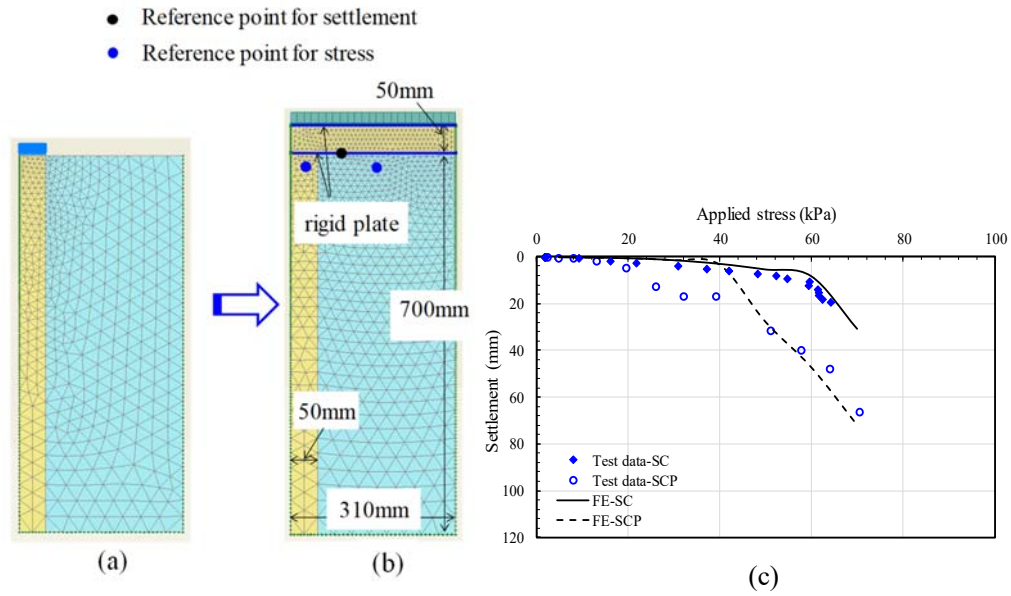 Reference point for settlement
Reference point for stress
50mm
rigid plate
700mm
50mm
310mm
(a)
(b)
Applied stress (kPa)
0 20 40 60 80 100
0
20
40
60
80
100
120
Settlement (mm)
Test data-SC
Test data-SCP
FE-SC
FE-SCP
(c)